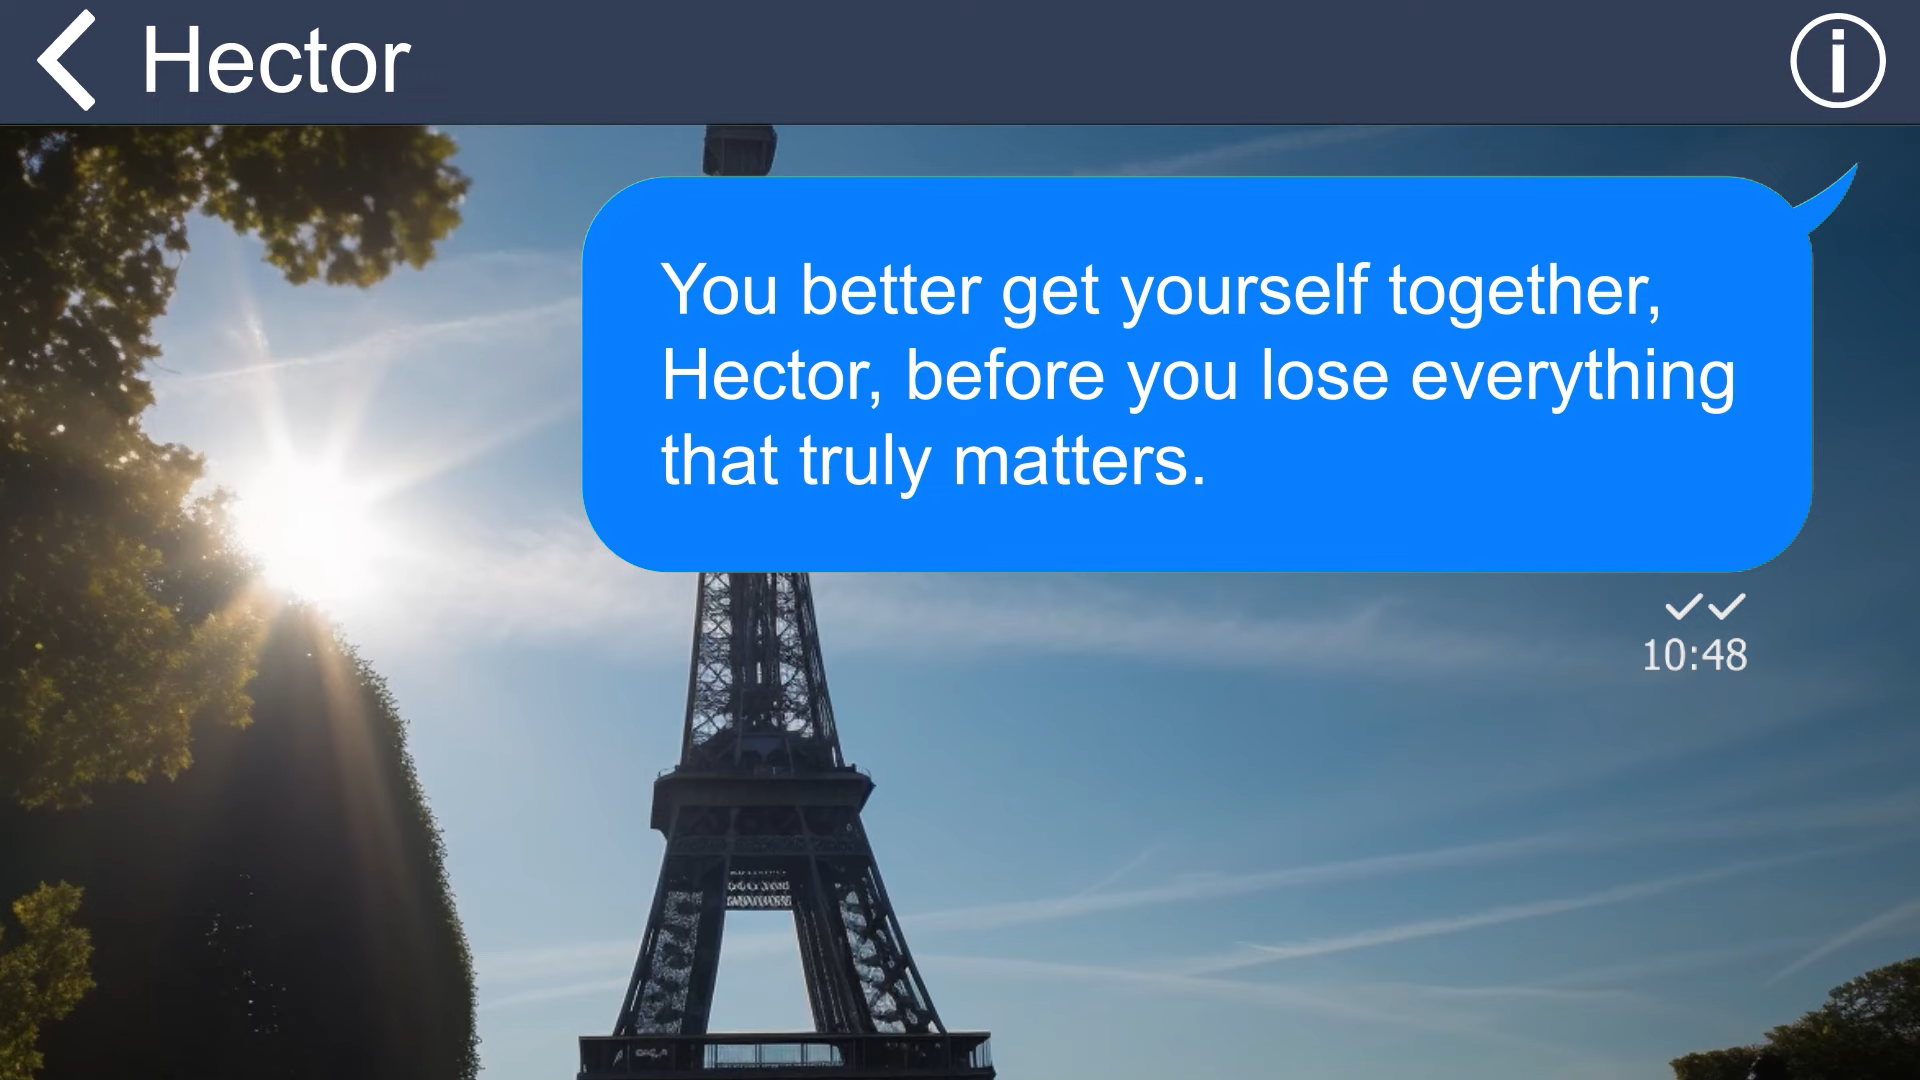 Hector
You better get yourself together,
Hector, before you lose everything
that truly matters.
10:48